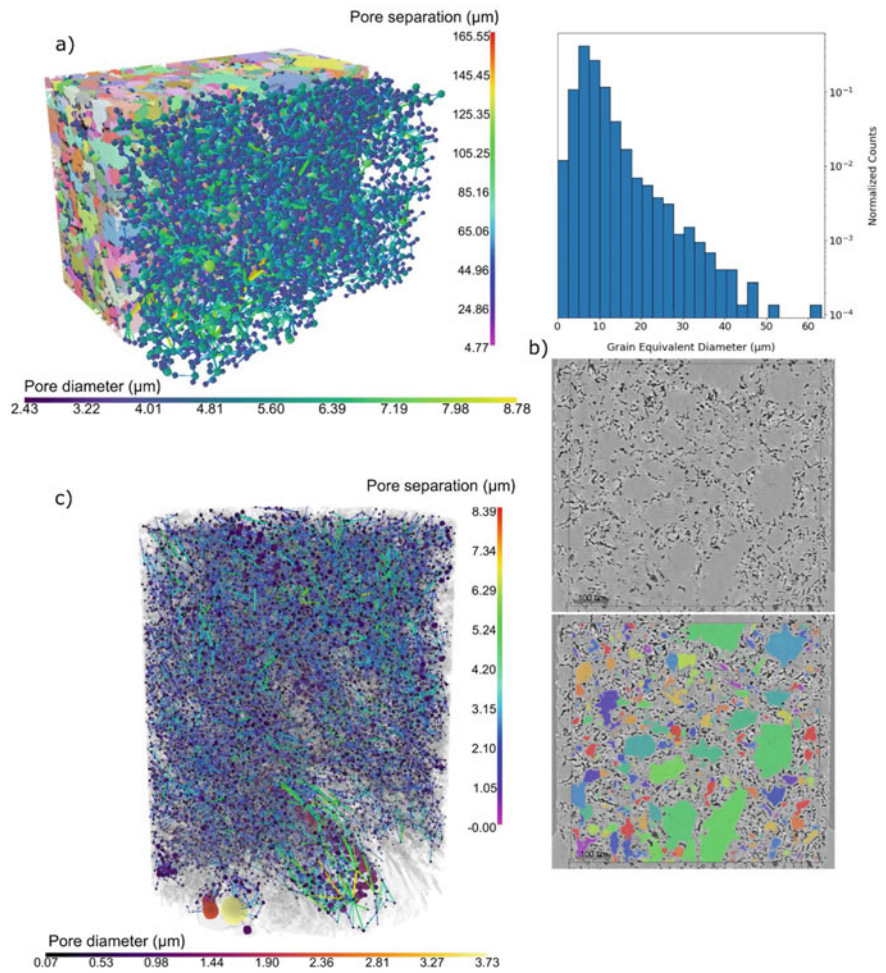 a)
Pore separation (µm)
165.55
145.45
125.35
105.25
85.16
65.06
44.96
24.86
4.77
Pore diameter (µm)
2.43 3.22 4.01 4.81 5.60 6.39 7.19 7.98 8.78
10⁻¹
10⁻²
10⁻³
10⁻⁴
Normalized Counts
0 10 20 30 40 50 60
Grain Equivalent Diameter (µm)
b)
c)
Pore separation (µm)
8.39
7.34
6.29
5.24
4.20
3.15
2.10
1.05
-0.00
Pore diameter (µm)
0.07 0.53 0.98 1.44 1.90 2.36 2.81 3.27 3.73